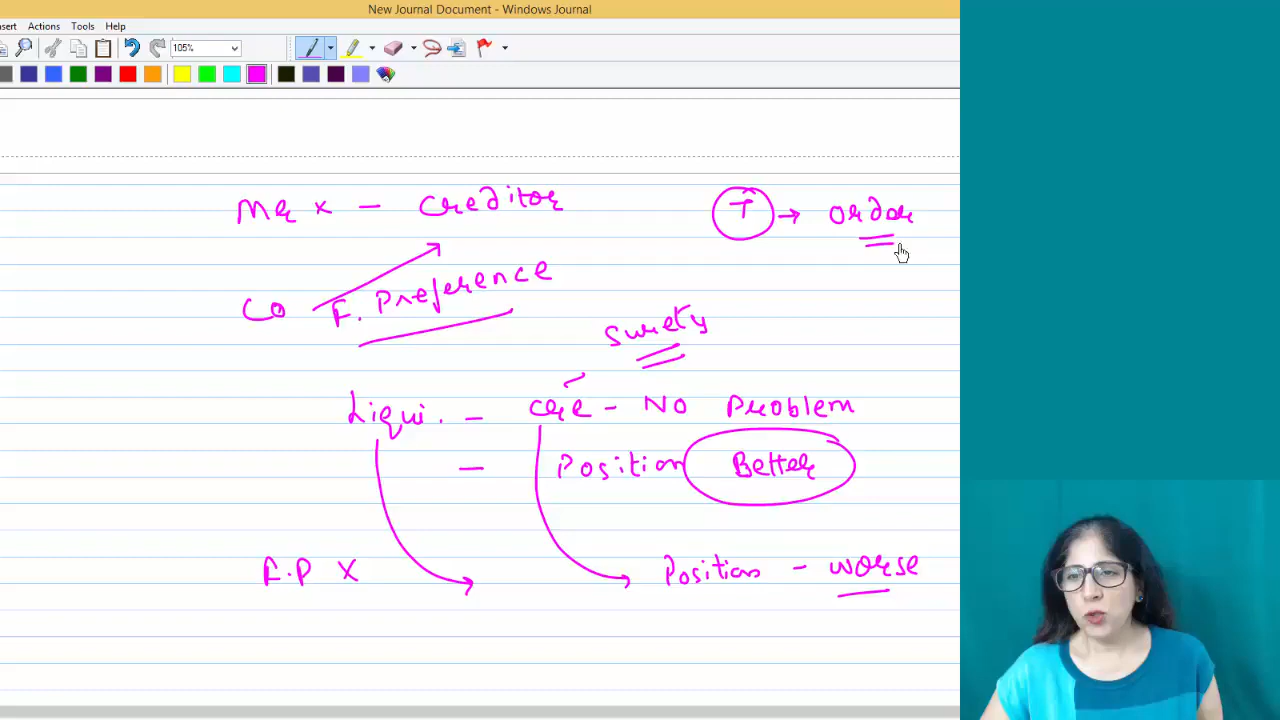 New Journal Document - Windows Journal
nsert Actions Tools Help
105%
Mr x - Creditor
T → order
Co F. Preference
Surety
Liqui. - cre - No Problem
- Position Better
F.P X Position - worse